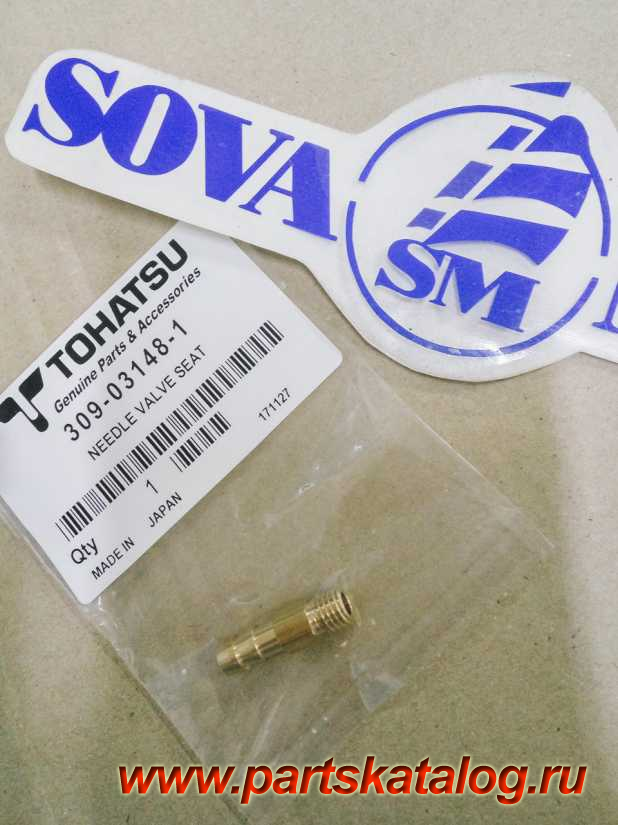 SOVA
SM
TOHATSU
Genuine Parts & Accessories
309-03148-1
NEEDLE VALVE SEAT
171127
Qty 1
MADE IN JAPAN
www.partskatalog.ru